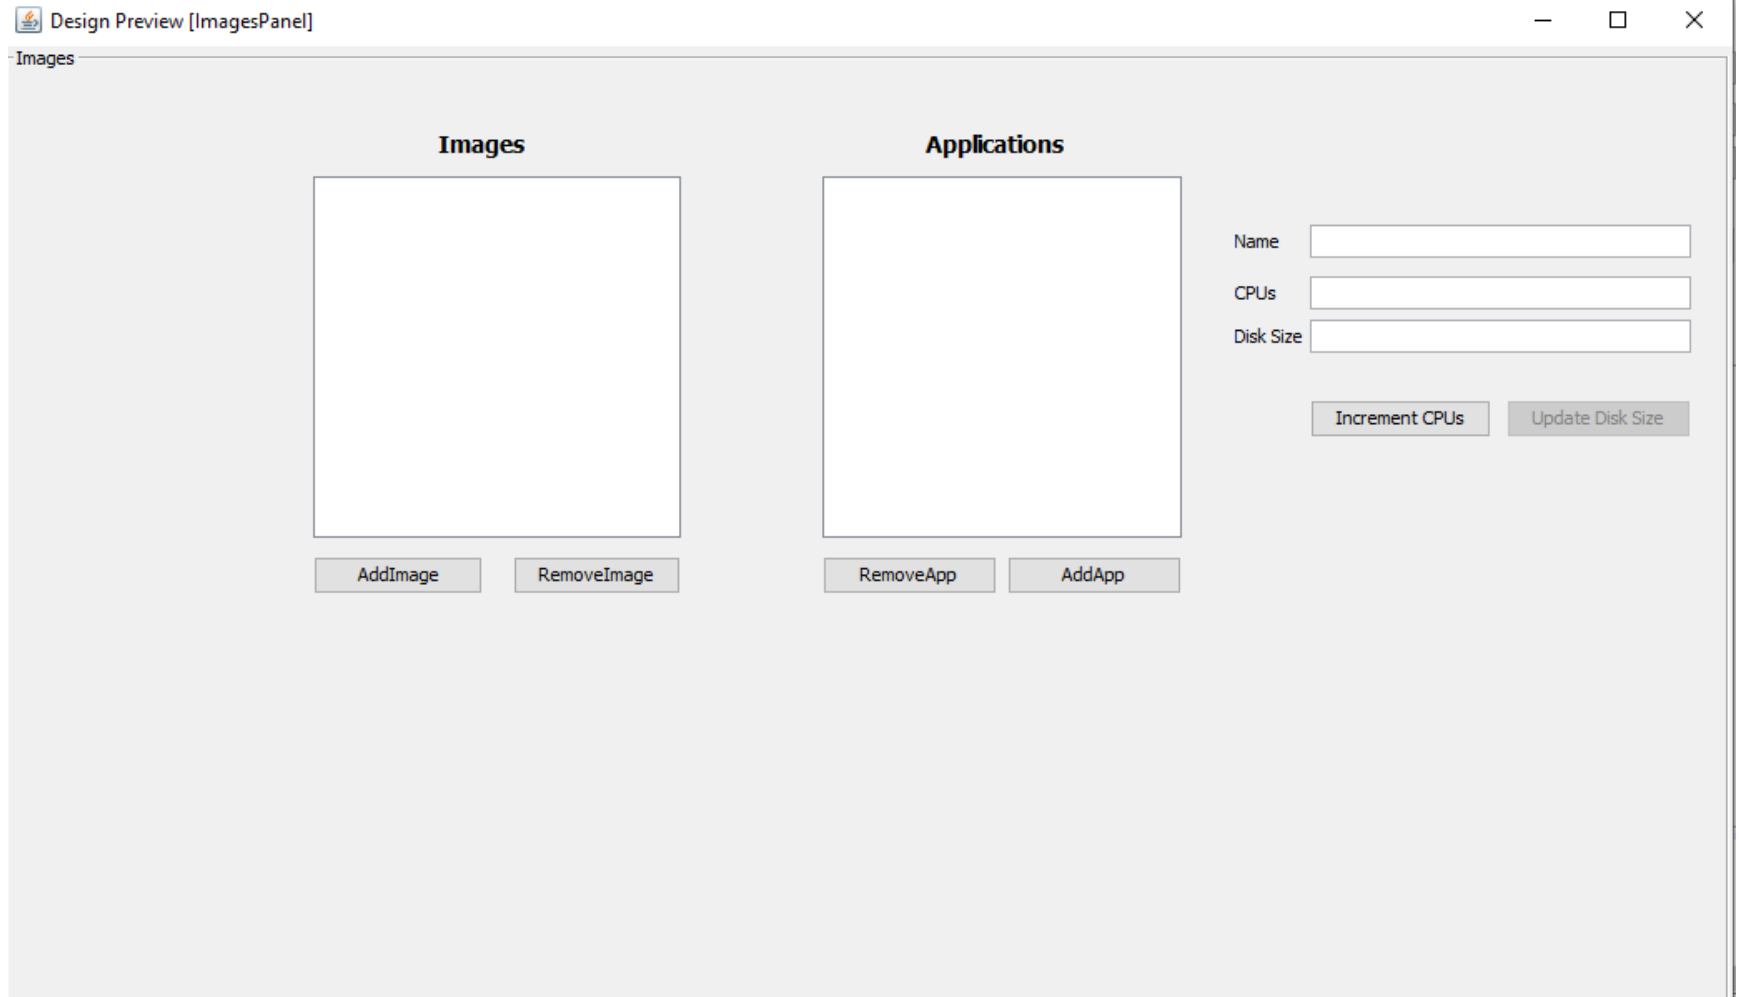 Design Preview [ImagesPanel]
Images
Images
Applications
Name
CPUs
Disk Size
Increment CPUs
Update Disk Size
AddImage
RemoveImage
RemoveApp
AddApp